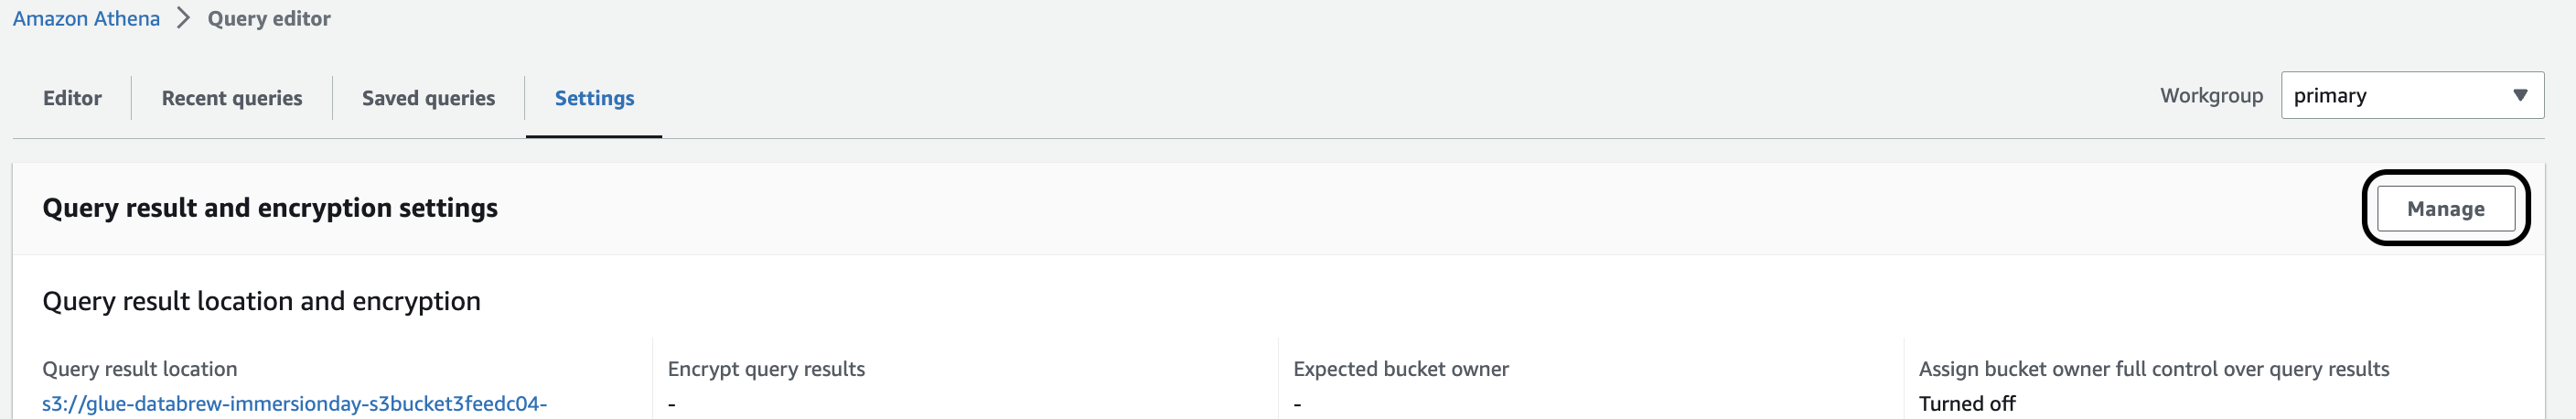 Amazon Athena > Query editor
Editor Recent queries Saved queries Settings Workgroup primary
Query result and encryption settings Manage
Query result location and encryption
Query result location Encrypt query results Expected bucket owner Assign bucket owner full control over query results
s3://glue-databrew-immersionday-s3bucket3feedc04- - - Turned off